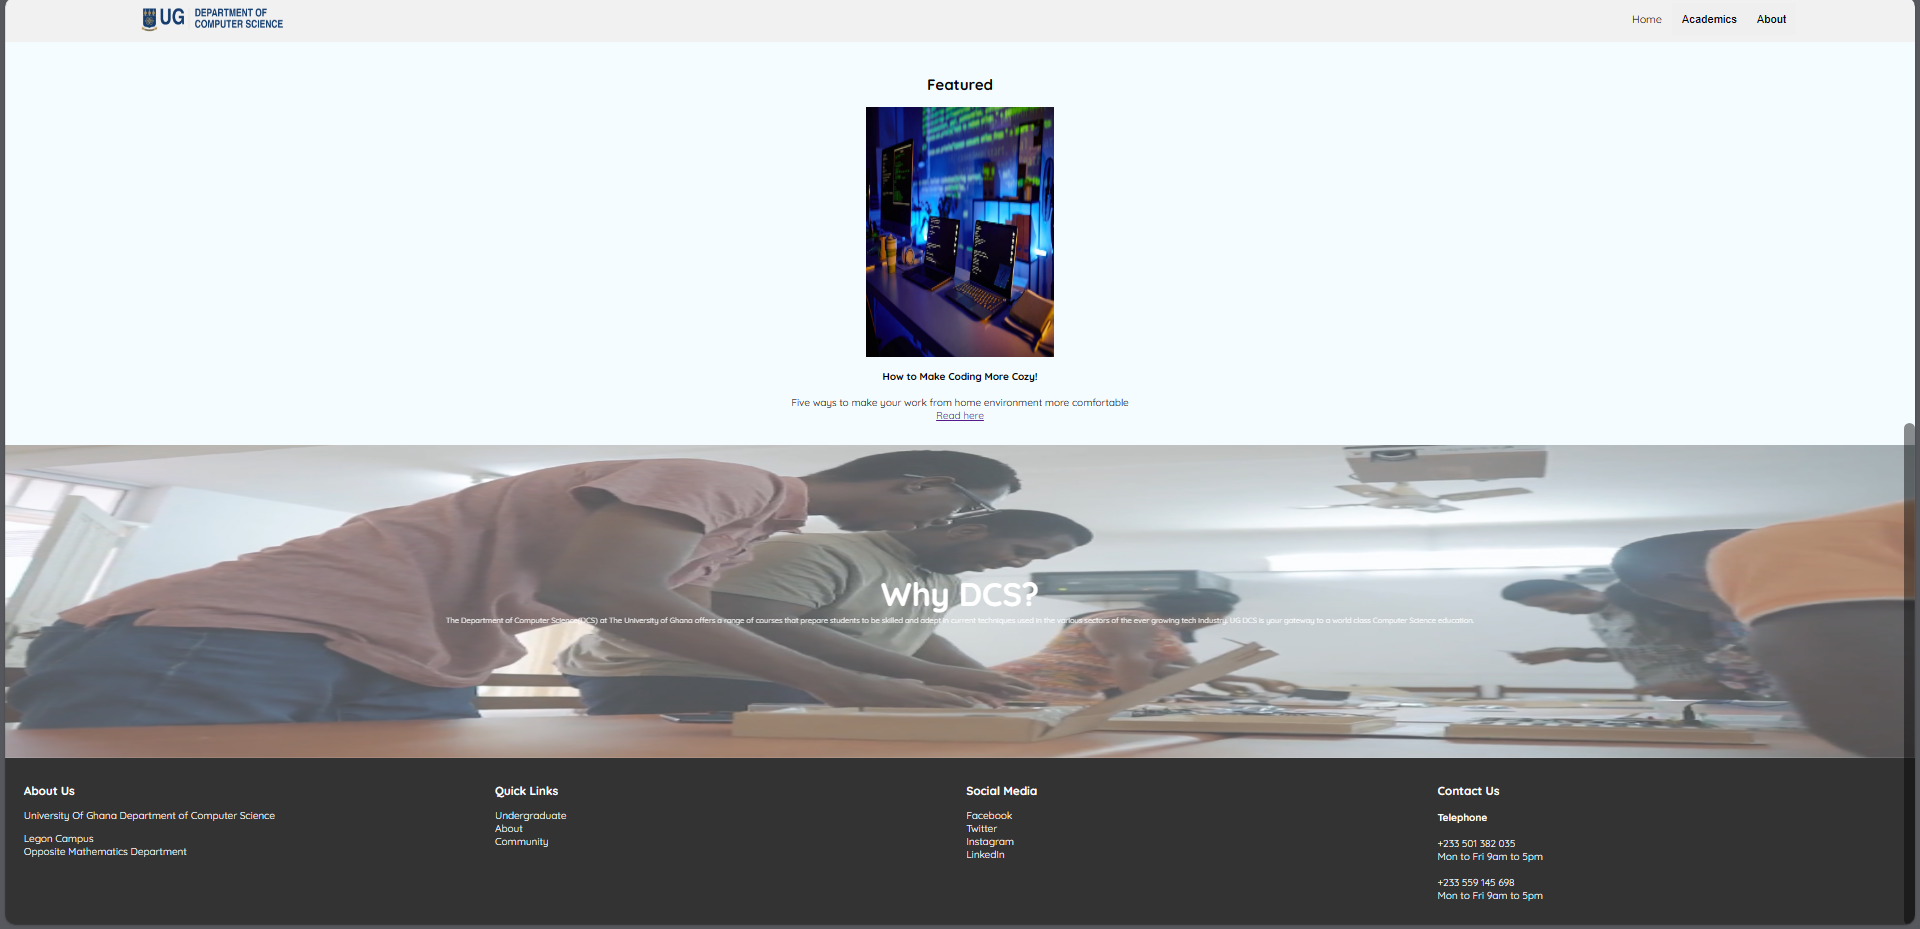 UG DEPARTMENT OF
COMPUTER SCIENCE
Home Academics About
Featured
How to Make Coding More Cozy!
Five ways to make your work from home environment more comfortable
Read here
Why DCS?
The Department of Computer Science(DCS) at The University of Ghana offers a range of courses that prepare students to be skilled and adept in current techniques used in the various sectors of the ever growing tech industry. UG DCS is your gateway to a world class Computer Science education.
About Us
University Of Ghana Department of Computer Science
Legon Campus
Opposite Mathematics Department
Quick Links
Undergraduate
About
Community
Social Media
Facebook
Twitter
Instagram
LinkedIn
Contact Us
Telephone
+233 501 382 035
Mon to Fri 9am to 5pm
+233 559 145 698
Mon to Fri 9am to 5pm